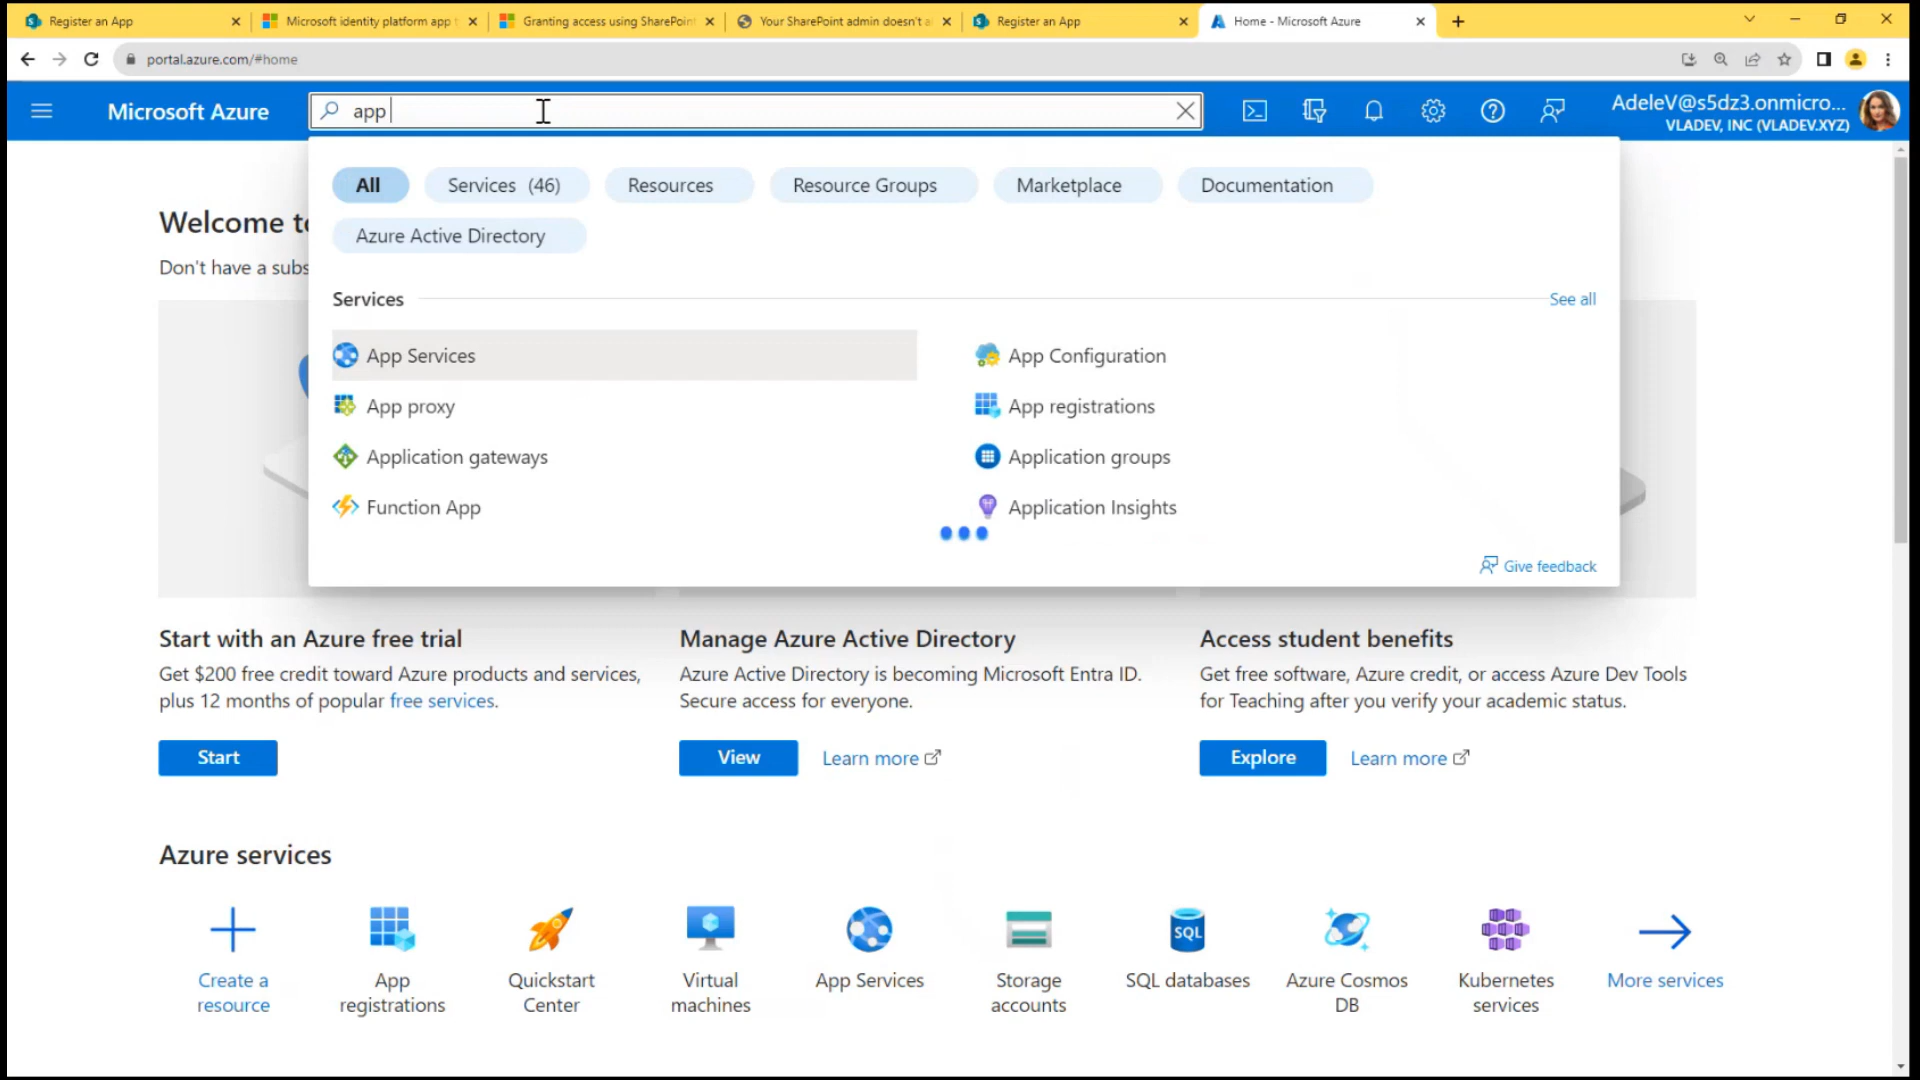 Register an App
Microsoft identity platform app t
Granting access using SharePoint
Your SharePoint admin doesn't a
Register an App
Home - Microsoft Azure
portal.azure.com/#home
Microsoft Azure
app
AdeleV@s5dz3.onmicro...
VLADEV, INC (VLADEV.XYZ)
All
Services (46)
Resources
Resource Groups
Marketplace
Documentation
Azure Active Directory
Welcome to
Don't have a subs
Services
See all
App Services
App Configuration
App proxy
App registrations
Application gateways
Application groups
Function App
Application Insights
Give feedback
Start with an Azure free trial
Get $200 free credit toward Azure products and services,
plus 12 months of popular free services.
Start
Manage Azure Active Directory
Azure Active Directory is becoming Microsoft Entra ID.
Secure access for everyone.
View
Learn more
Access student benefits
Get free software, Azure credit, or access Azure Dev Tools
for Teaching after you verify your academic status.
Explore
Learn more
Azure services
Create a
resource
App
registrations
Quickstart
Center
Virtual
machines
App Services
Storage
accounts
SQL
SQL databases
Azure Cosmos
DB
Kubernetes
services
More services